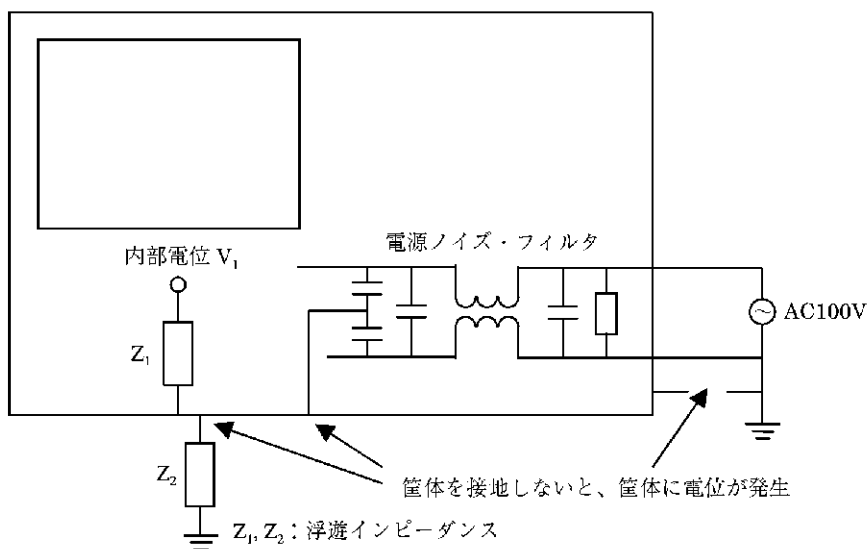 電源ノイズ・フィルタ
内部電位 V₁
AC100V
Z₁
Z₂
筐体を接地しないと、筐体に電位が発生
Z₁, Z₂：浮遊インピーダンス